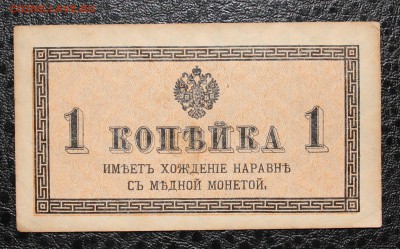 1 КОПѢЙКА 1
ИМѢЕТЪ ХОЖДЕНІЕ НАРАВНѢ
СЪ МѢДНОЙ МОНЕТОЙ.